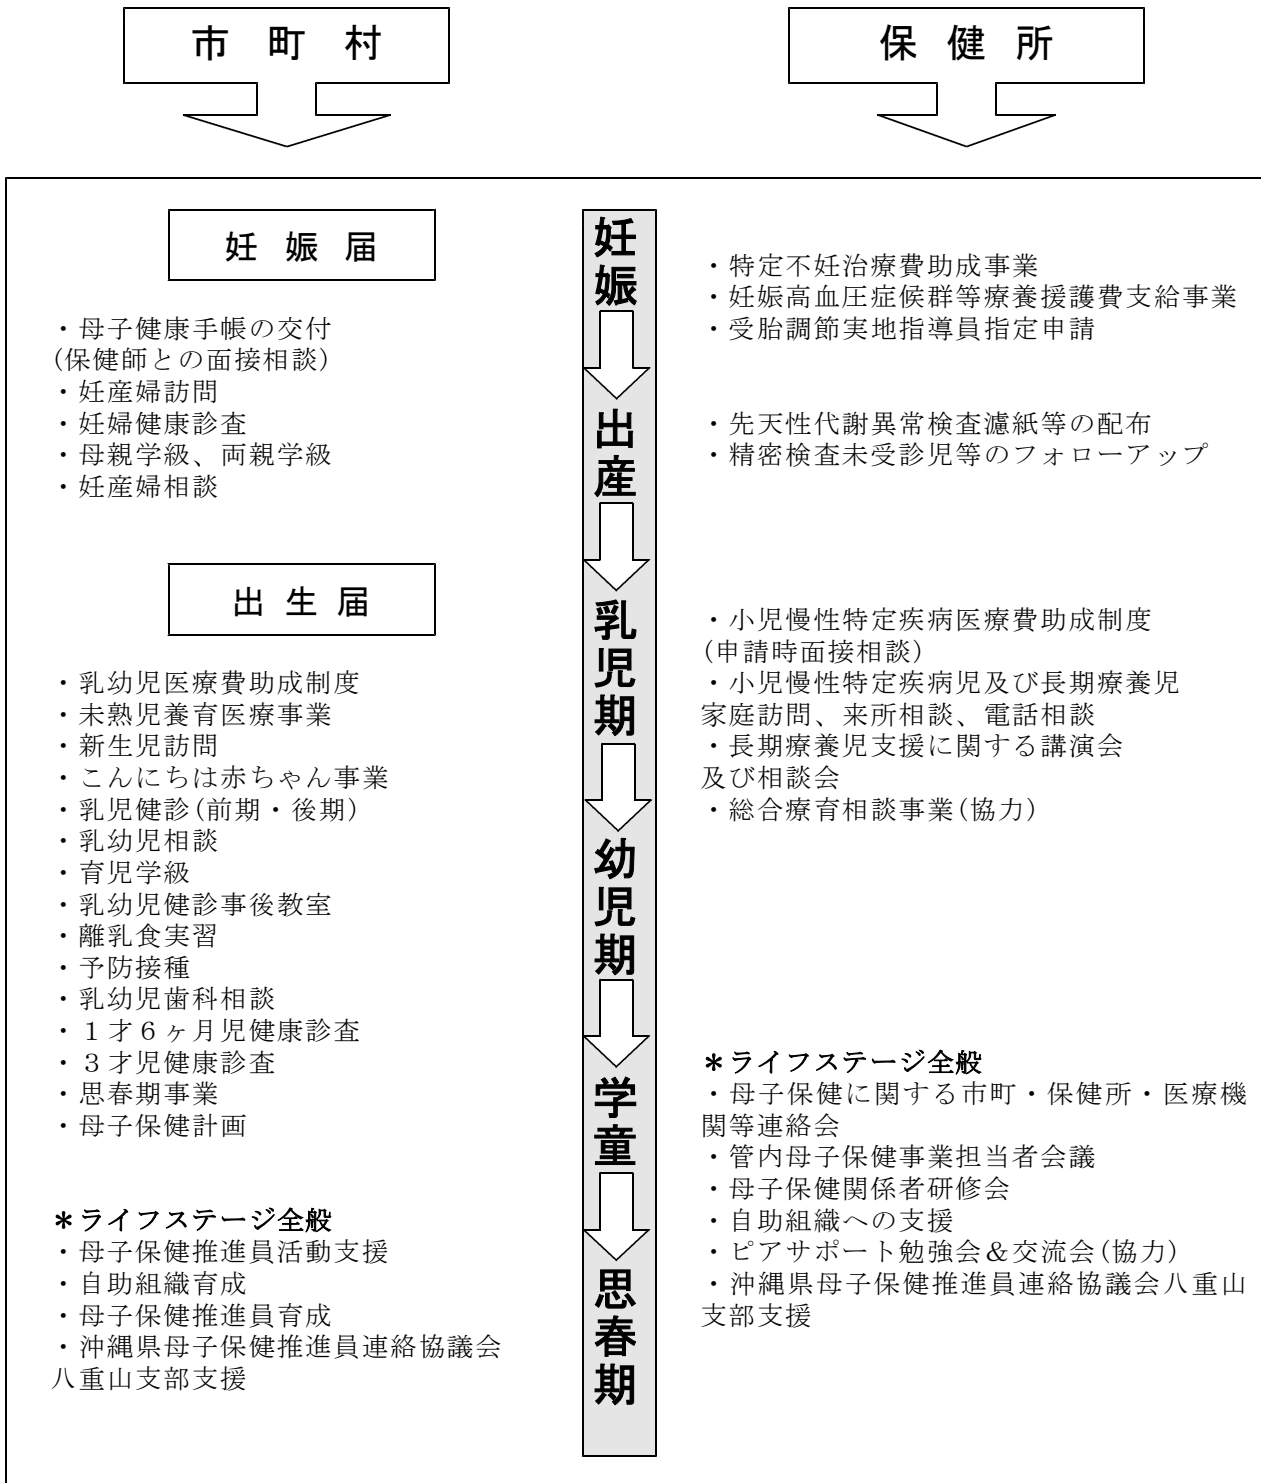 市 町 村
保 健 所
妊 娠 届
・母子健康手帳の交付
(保健師との面接相談)
・妊産婦訪問
・妊婦健康診査
・母親学級、両親学級
・妊産婦相談
出 生 届
・乳幼児医療費助成制度
・未熟児養育医療事業
・新生児訪問
・こんにちは赤ちゃん事業
・乳児健診(前期・後期)
・乳幼児相談
・育児学級
・乳幼児健診事後教室
・離乳食実習
・予防接種
・乳幼児歯科相談
・１才６ヶ月児健康診査
・３才児健康診査
・思春期事業
・母子保健計画
＊ライフステージ全般
・母子保健推進員活動支援
・自助組織育成
・母子保健推進員育成
・沖縄県母子保健推進員連絡協議会
八重山支部支援
妊娠
出産
乳児期
幼児期
学童
思春期
・特定不妊治療費助成事業
・妊娠高血圧症候群等療養援護費支給事業
・受胎調節実地指導員指定申請
・先天性代謝異常検査濾紙等の配布
・精密検査未受診児等のフォローアップ
・小児慢性特定疾病医療費助成制度
(申請時面接相談)
・小児慢性特定疾病児及び長期療養児
家庭訪問、来所相談、電話相談
・長期療養児支援に関する講演会
及び相談会
・総合療育相談事業(協力)
＊ライフステージ全般
・母子保健に関する市町・保健所・医療機
関等連絡会
・管内母子保健事業担当者会議
・母子保健関係者研修会
・自助組織への支援
・ピアサポート勉強会＆交流会(協力)
・沖縄県母子保健推進員連絡協議会八重山
支部支援